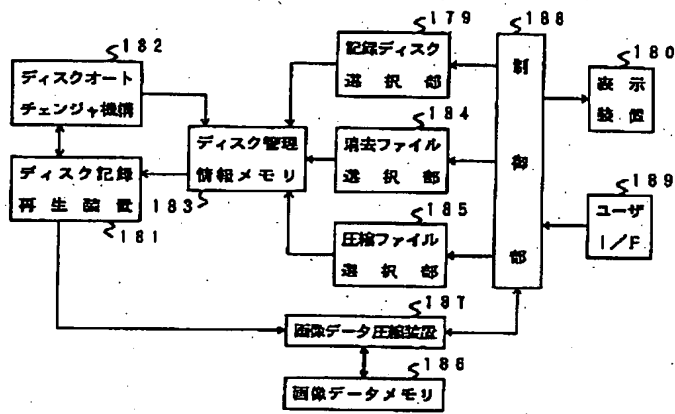 179
188
182
記録ディスク
選択部
制御部
180
表示
装置
ディスクオート
チェンジャ機構
184
ディスク管理
情報メモリ
消去ファイル
選択部
ディスク記録
再生装置
183
181
185
圧縮ファイル
選択部
189
ユーザ
I/F
187
画像データ圧縮装置
186
画像データメモリ